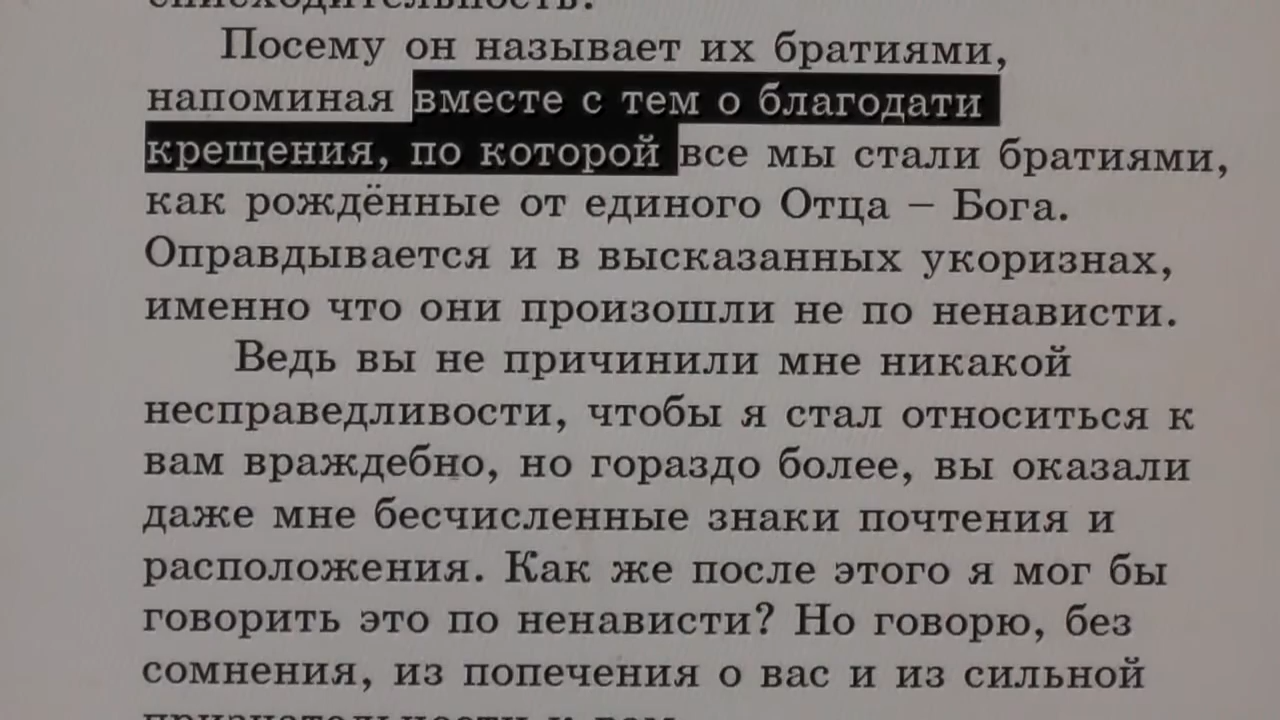 снисходительность.
Посему он называет их братиями,
напоминая вместе с тем о благодати
крещения, по которой все мы стали братиями,
как рождённые от единого Отца – Бога.
Оправдывается и в высказанных укоризнах,
именно что они произошли не по ненависти.
Ведь вы не причинили мне никакой
несправедливости, чтобы я стал относиться к
вам враждебно, но гораздо более, вы оказали
даже мне бесчисленные знаки почтения и
расположения. Как же после этого я мог бы
говорить это по ненависти? Но говорю, без
сомнения, из попечения о вас и из сильной